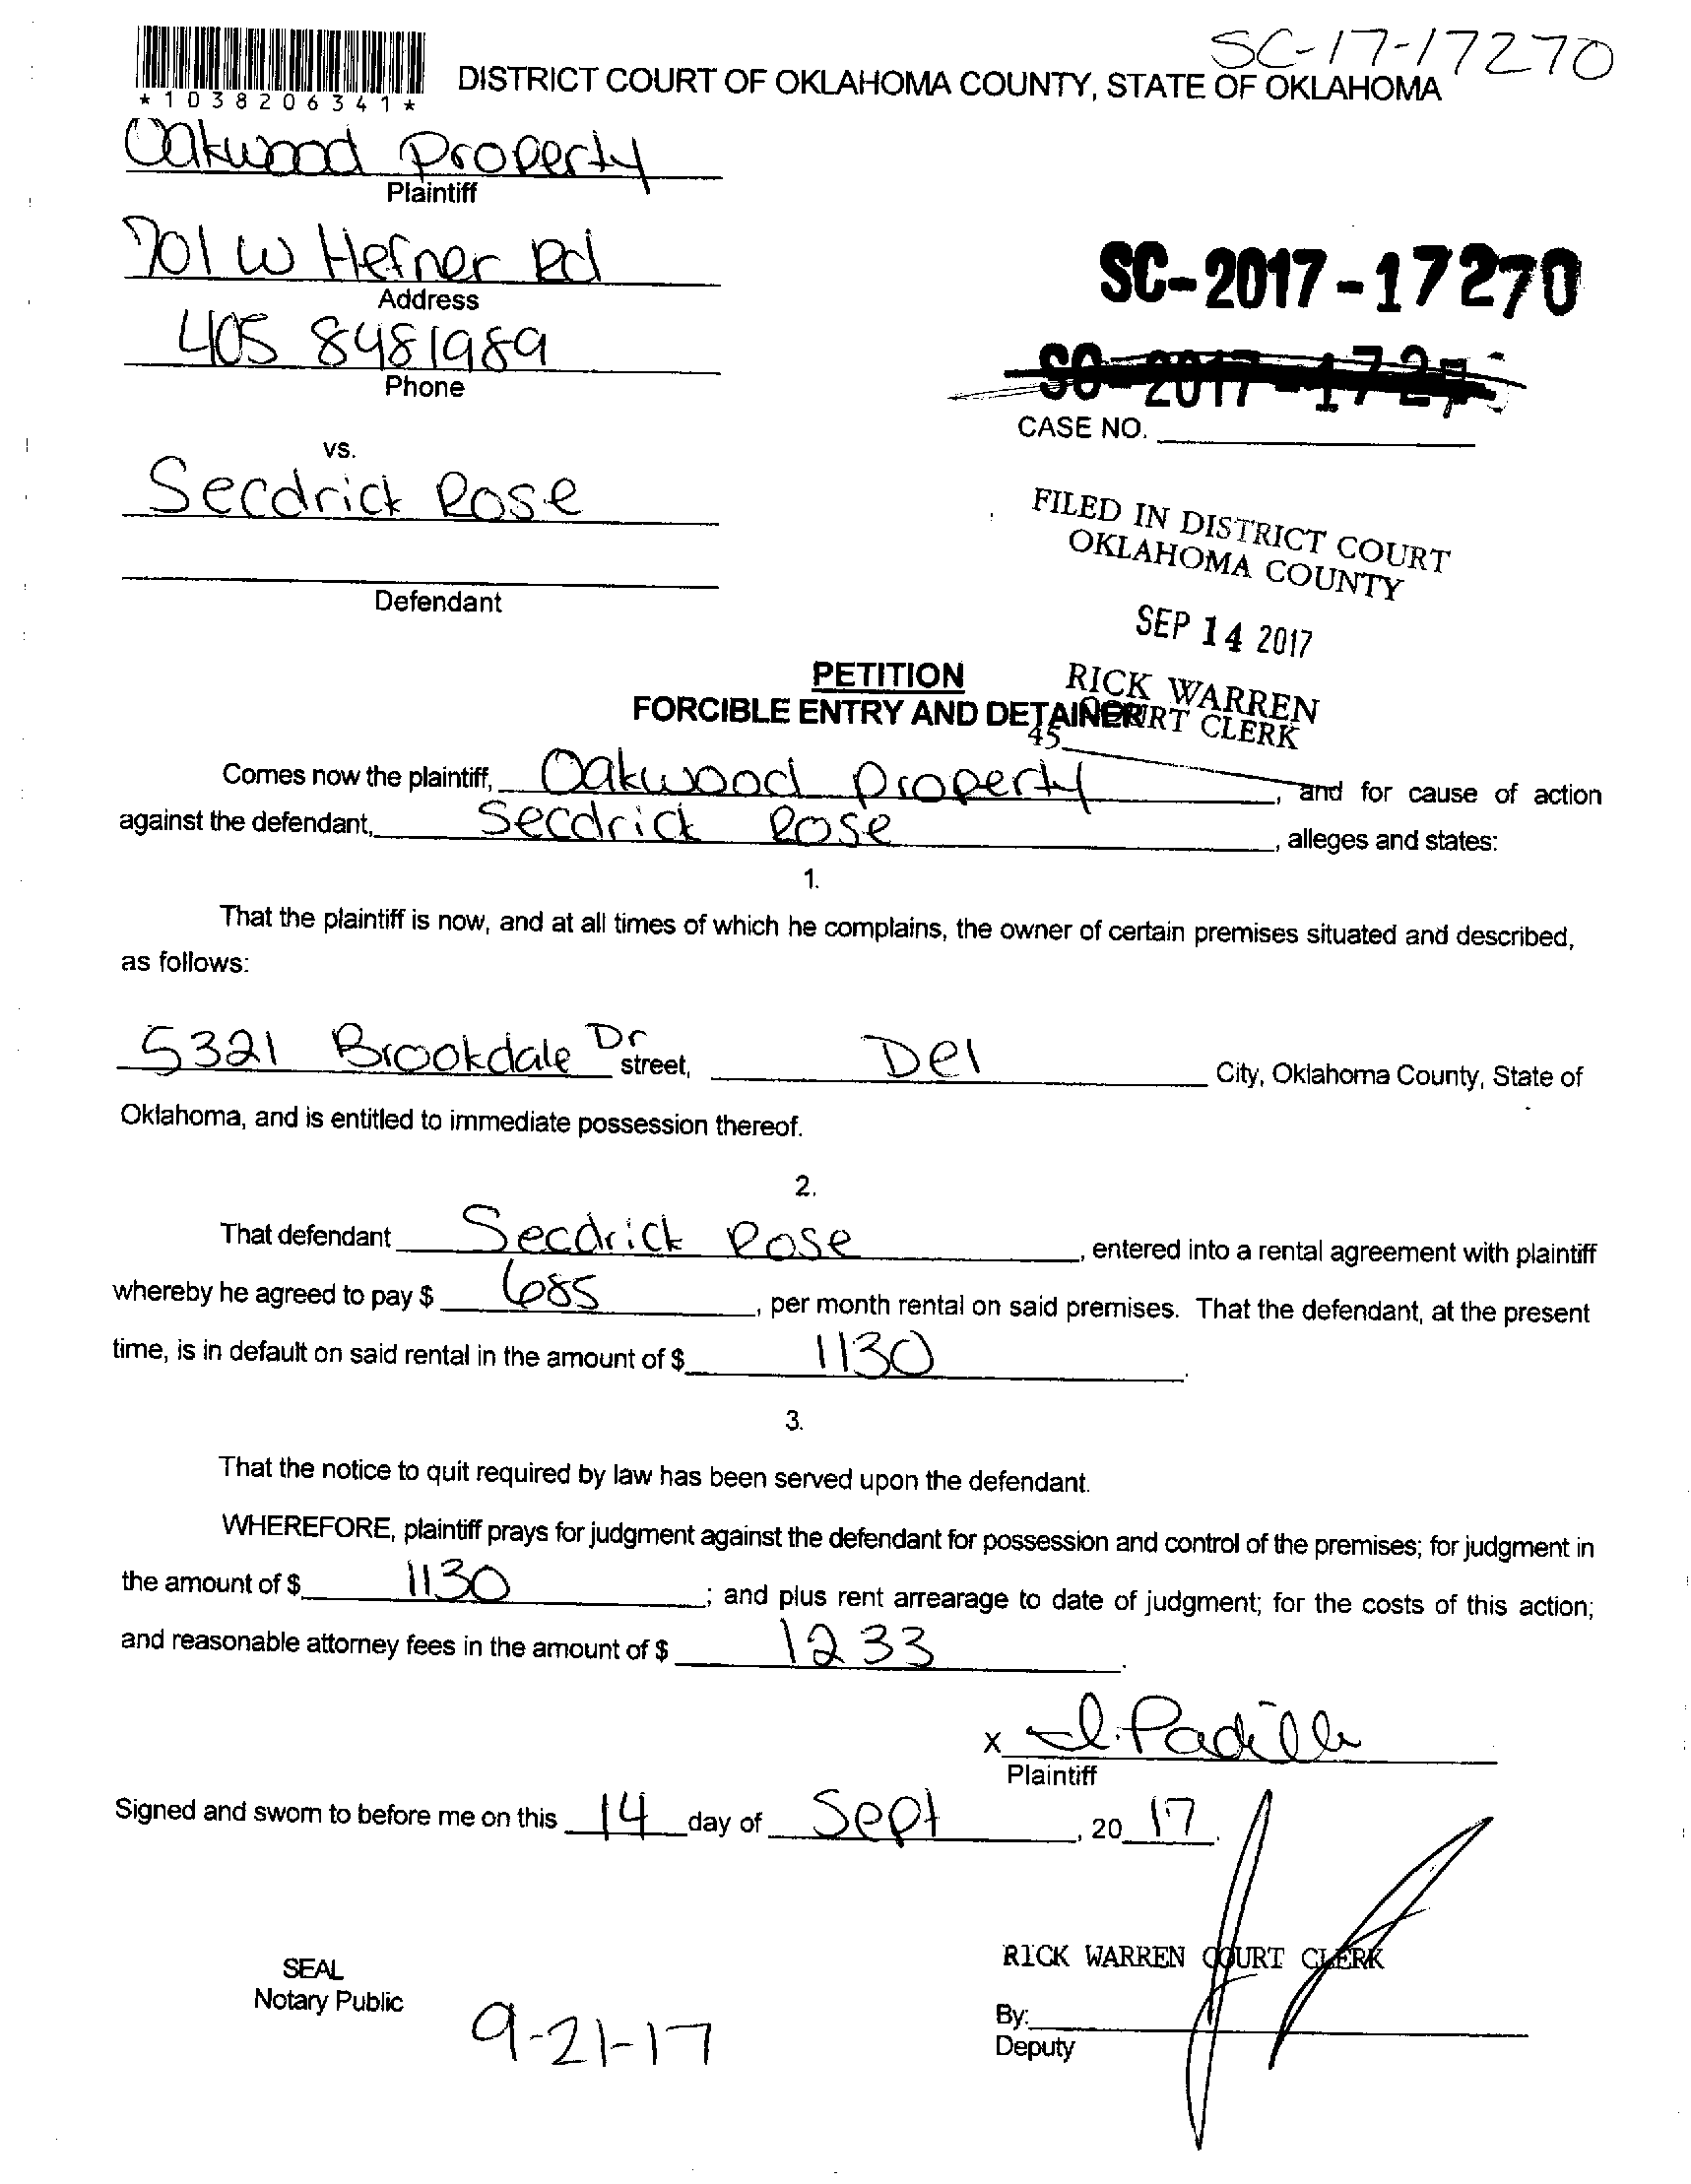 SC-17-17270
*1038206341*
DISTRICT COURT OF OKLAHOMA COUNTY, STATE OF OKLAHOMA
Oakwood Property
Plaintiff
701 W Hefner Rd
Address
405 8481989
Phone
SC-2017-17270
CASE NO.
vs.
Secdrick Rose
Defendant
FILED IN DISTRICT COURT
OKLAHOMA COUNTY
SEP 14 2017
RICK WARREN
COURT CLERK
45
PETITION
FORCIBLE ENTRY AND DETAINER
Comes now the plaintiff, Oakwood Property, and for cause of action
against the defendant, Secdrick Rose, alleges and states:
1.
That the plaintiff is now, and at all times of which he complains, the owner of certain premises situated and described,
as follows:
5321 Brookdale Dr street, Del City, Oklahoma County, State of
Oklahoma, and is entitled to immediate possession thereof.
2.
That defendant Secdrick Rose, entered into a rental agreement with plaintiff
whereby he agreed to pay $ 685, per month rental on said premises. That the defendant, at the present
time, is in default on said rental in the amount of $ 1130.
3.
That the notice to quit required by law has been served upon the defendant.
WHEREFORE, plaintiff prays for judgment against the defendant for possession and control of the premises; for judgment in
the amount of $ 1130; and plus rent arrearage to date of judgment; for the costs of this action;
and reasonable attorney fees in the amount of $ 1233.
x I. Padilla
Plaintiff
Signed and sworn to before me on this 14 day of Sept, 2017.
SEAL
Notary Public
9-21-17
RICK WARREN COURT CLERK
By:
Deputy